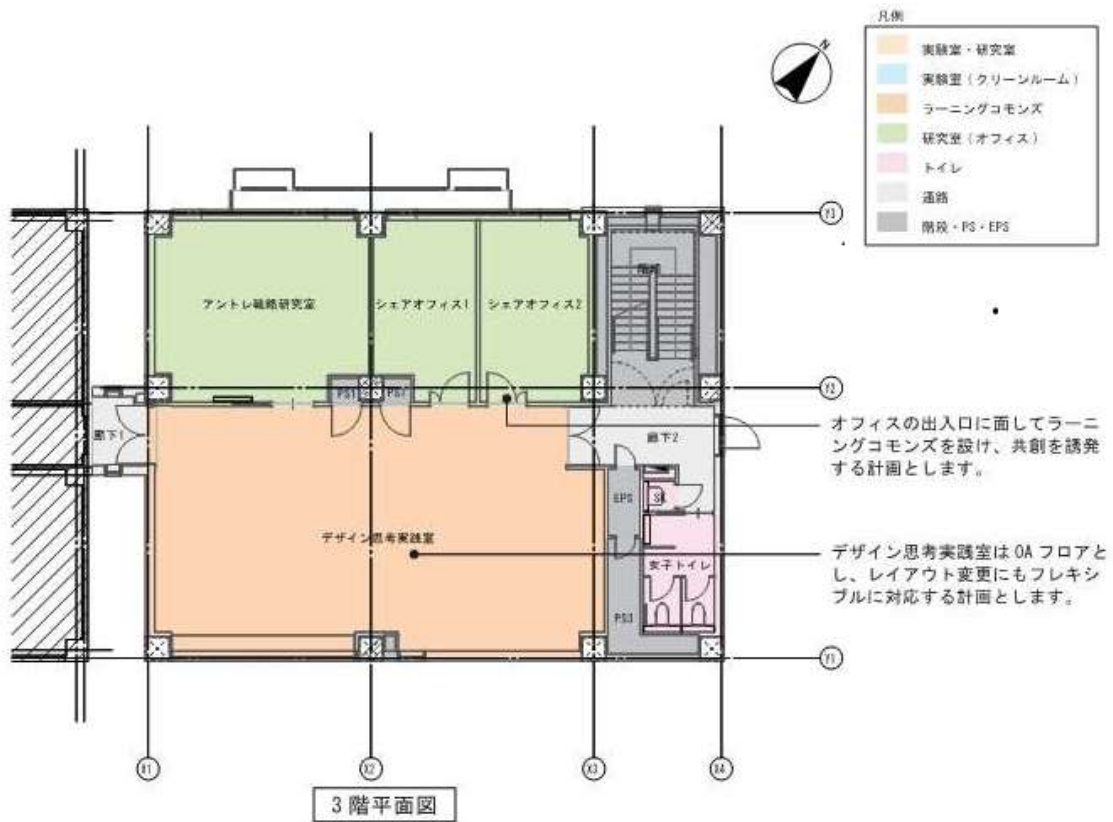 凡例
実験室・研究室
実験室(クリーンルーム)
ラーニングコモンズ
研究室(オフィス)
トイレ
通路
階段・PS・EPS
N
Y3
階段
アントレ戦略研究室
シェアオフィス1
シェアオフィス2
Y2
PS1
PS2
オフィスの出入口に面してラーニ
ングコモンズを設け、共創を誘発
する計画とします。
廊下1
廊下2
EPS
SK
デザイン思考実践室
デザイン思考実践室は OA フロアと
し、レイアウト変更にもフレキシ
ブルに対応する計画とします。
女子トイレ
PS3
Y1
X1
X2
X3
X4
3階平面図